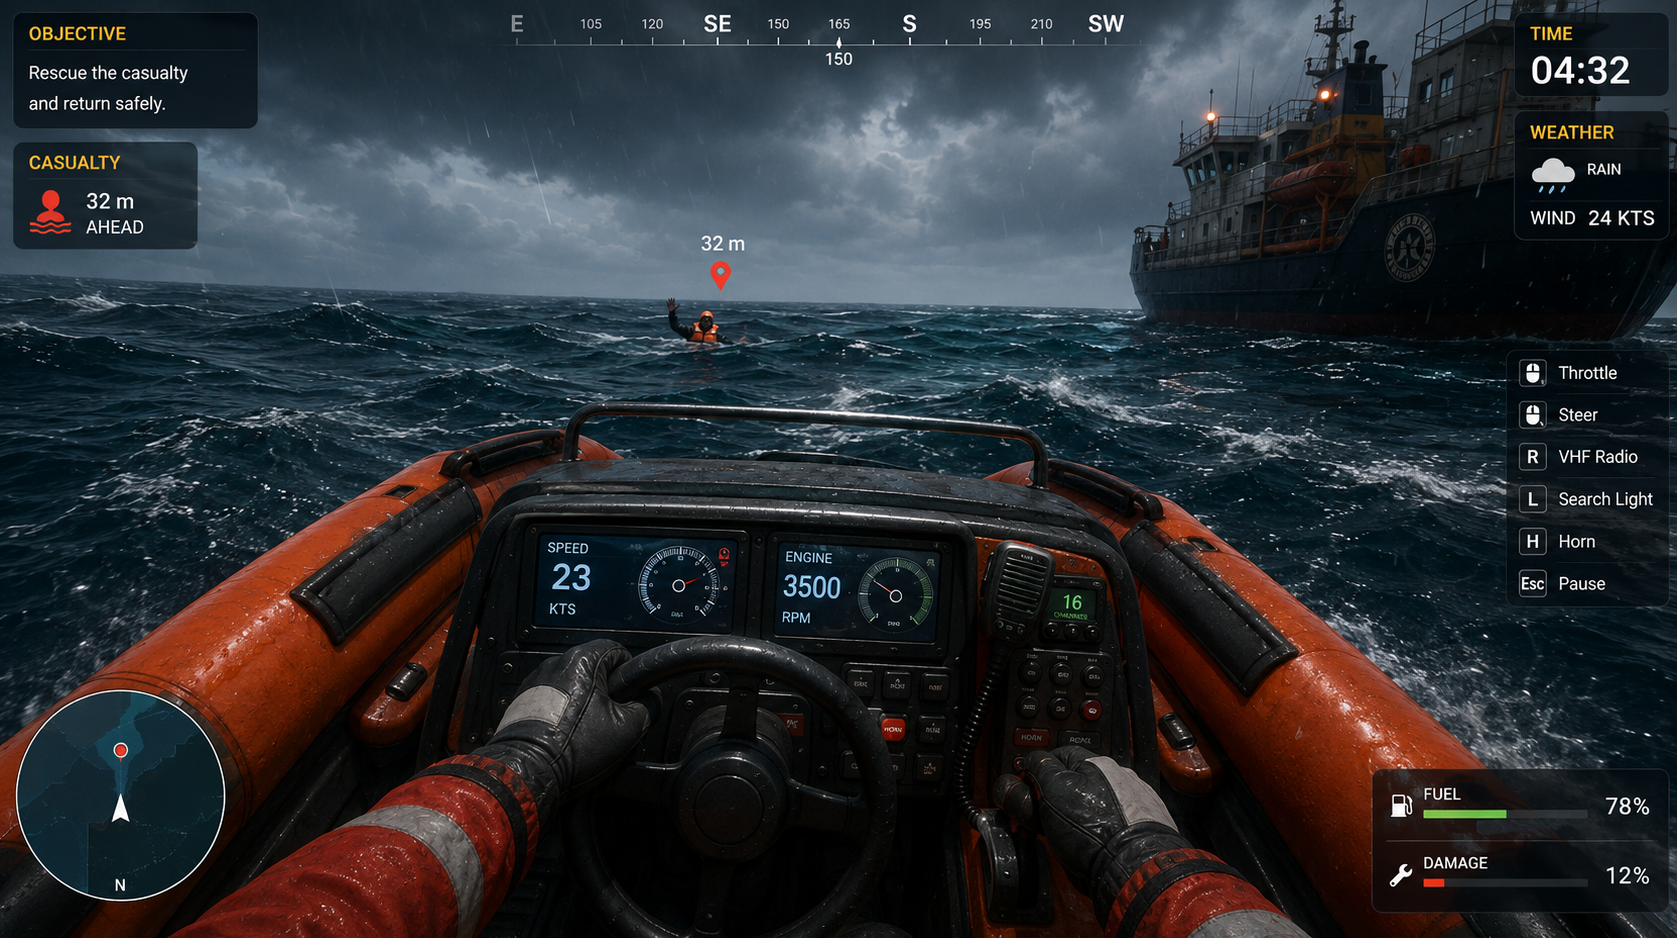 OBJECTIVE
Rescue the casualty
and return safely.
CASUALTY
32 m
AHEAD
E 105 120 SE 150 165 S 195 210 SW
150
TIME
04:32
WEATHER
RAIN
WIND 24 KTS
32 m
Throttle
Steer
R VHF Radio
L Search Light
H Horn
Esc Pause
SPEED
23
KTS
ENGINE
3500
RPM
16
HORN
HORN
N
FUEL
78%
DAMAGE
12%